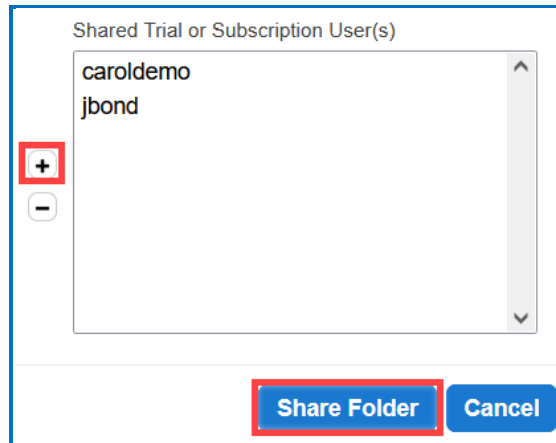 Shared Trial or Subscription User(s)
caroldemo
jbond
+
−
Share Folder Cancel